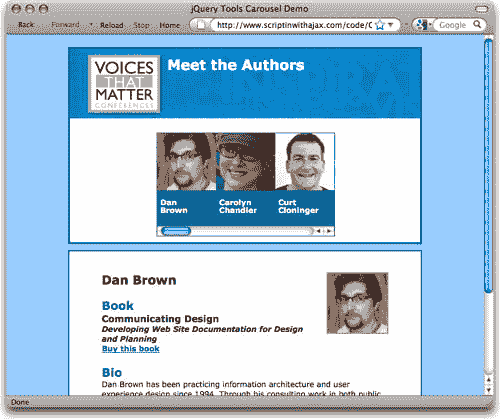 jQuery Tools Carousel Demo
Back Forward Reload Stop Home http://www.scriptinwithajax.com/code/C Google
VOICES
THAT
MATTER
CONFERENCES
Meet the Authors
Dan
Brown
Carolyn
Chandler
Curt
Cloninger
Dan Brown
Book
Communicating Design
Developing Web Site Documentation for Design
and Planning
Buy this book
Bio
Dan Brown has been practicing information architecture and user
experience design since 1994. Through his consulting work in both public
Done